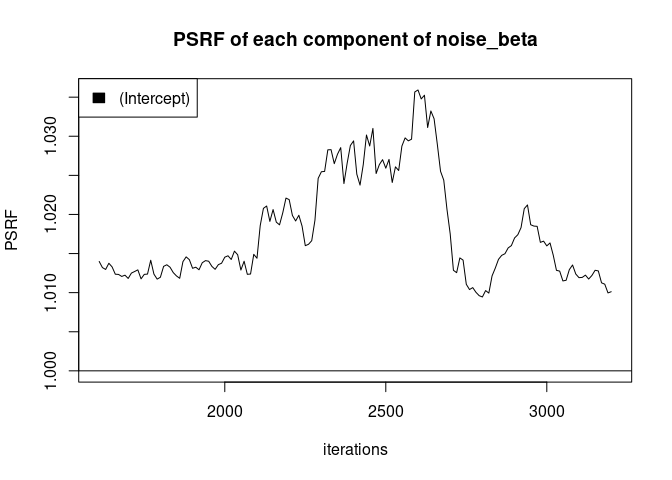 PSRF of each component of noise_beta
(Intercept)
PSRF
1.030
1.020
1.010
1.000
2000 2500 3000
iterations